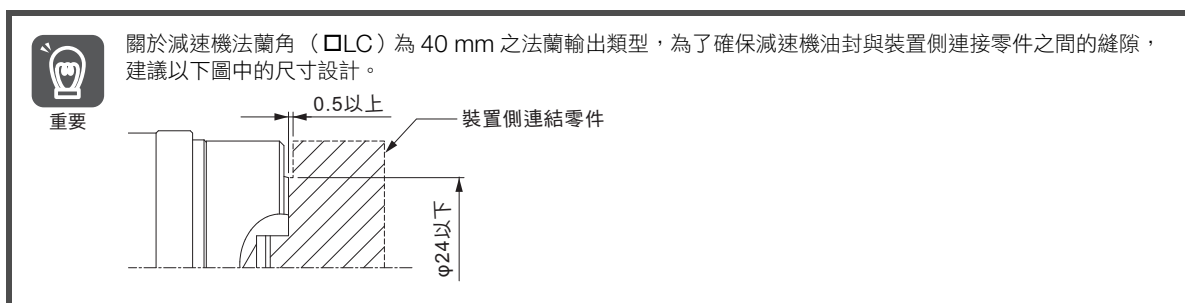 關於減速機法蘭角（□LC）為 40 mm 之法蘭輸出類型，為了確保減速機油封與裝置側連接零件之間的縫隙，
建議以下圖中的尺寸設計。
重要
0.5以上
裝置側連結零件
φ24以下